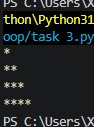 PS C:\Users\X
thon\Python31
oop/task 3.py
*
**
***
****
PS C:\Users\X